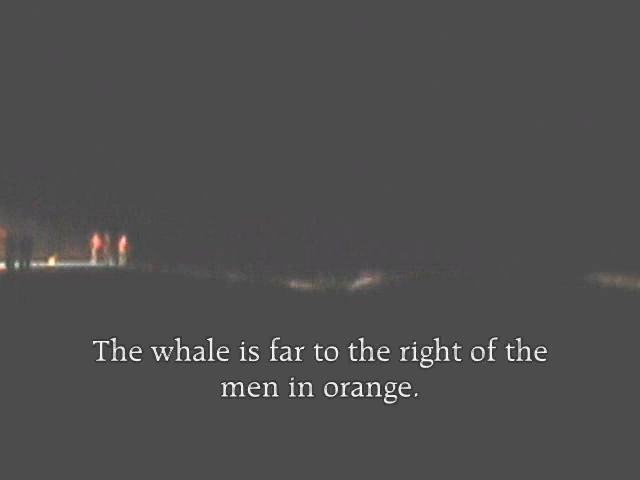 The whale is far to the right of the
men in orange.